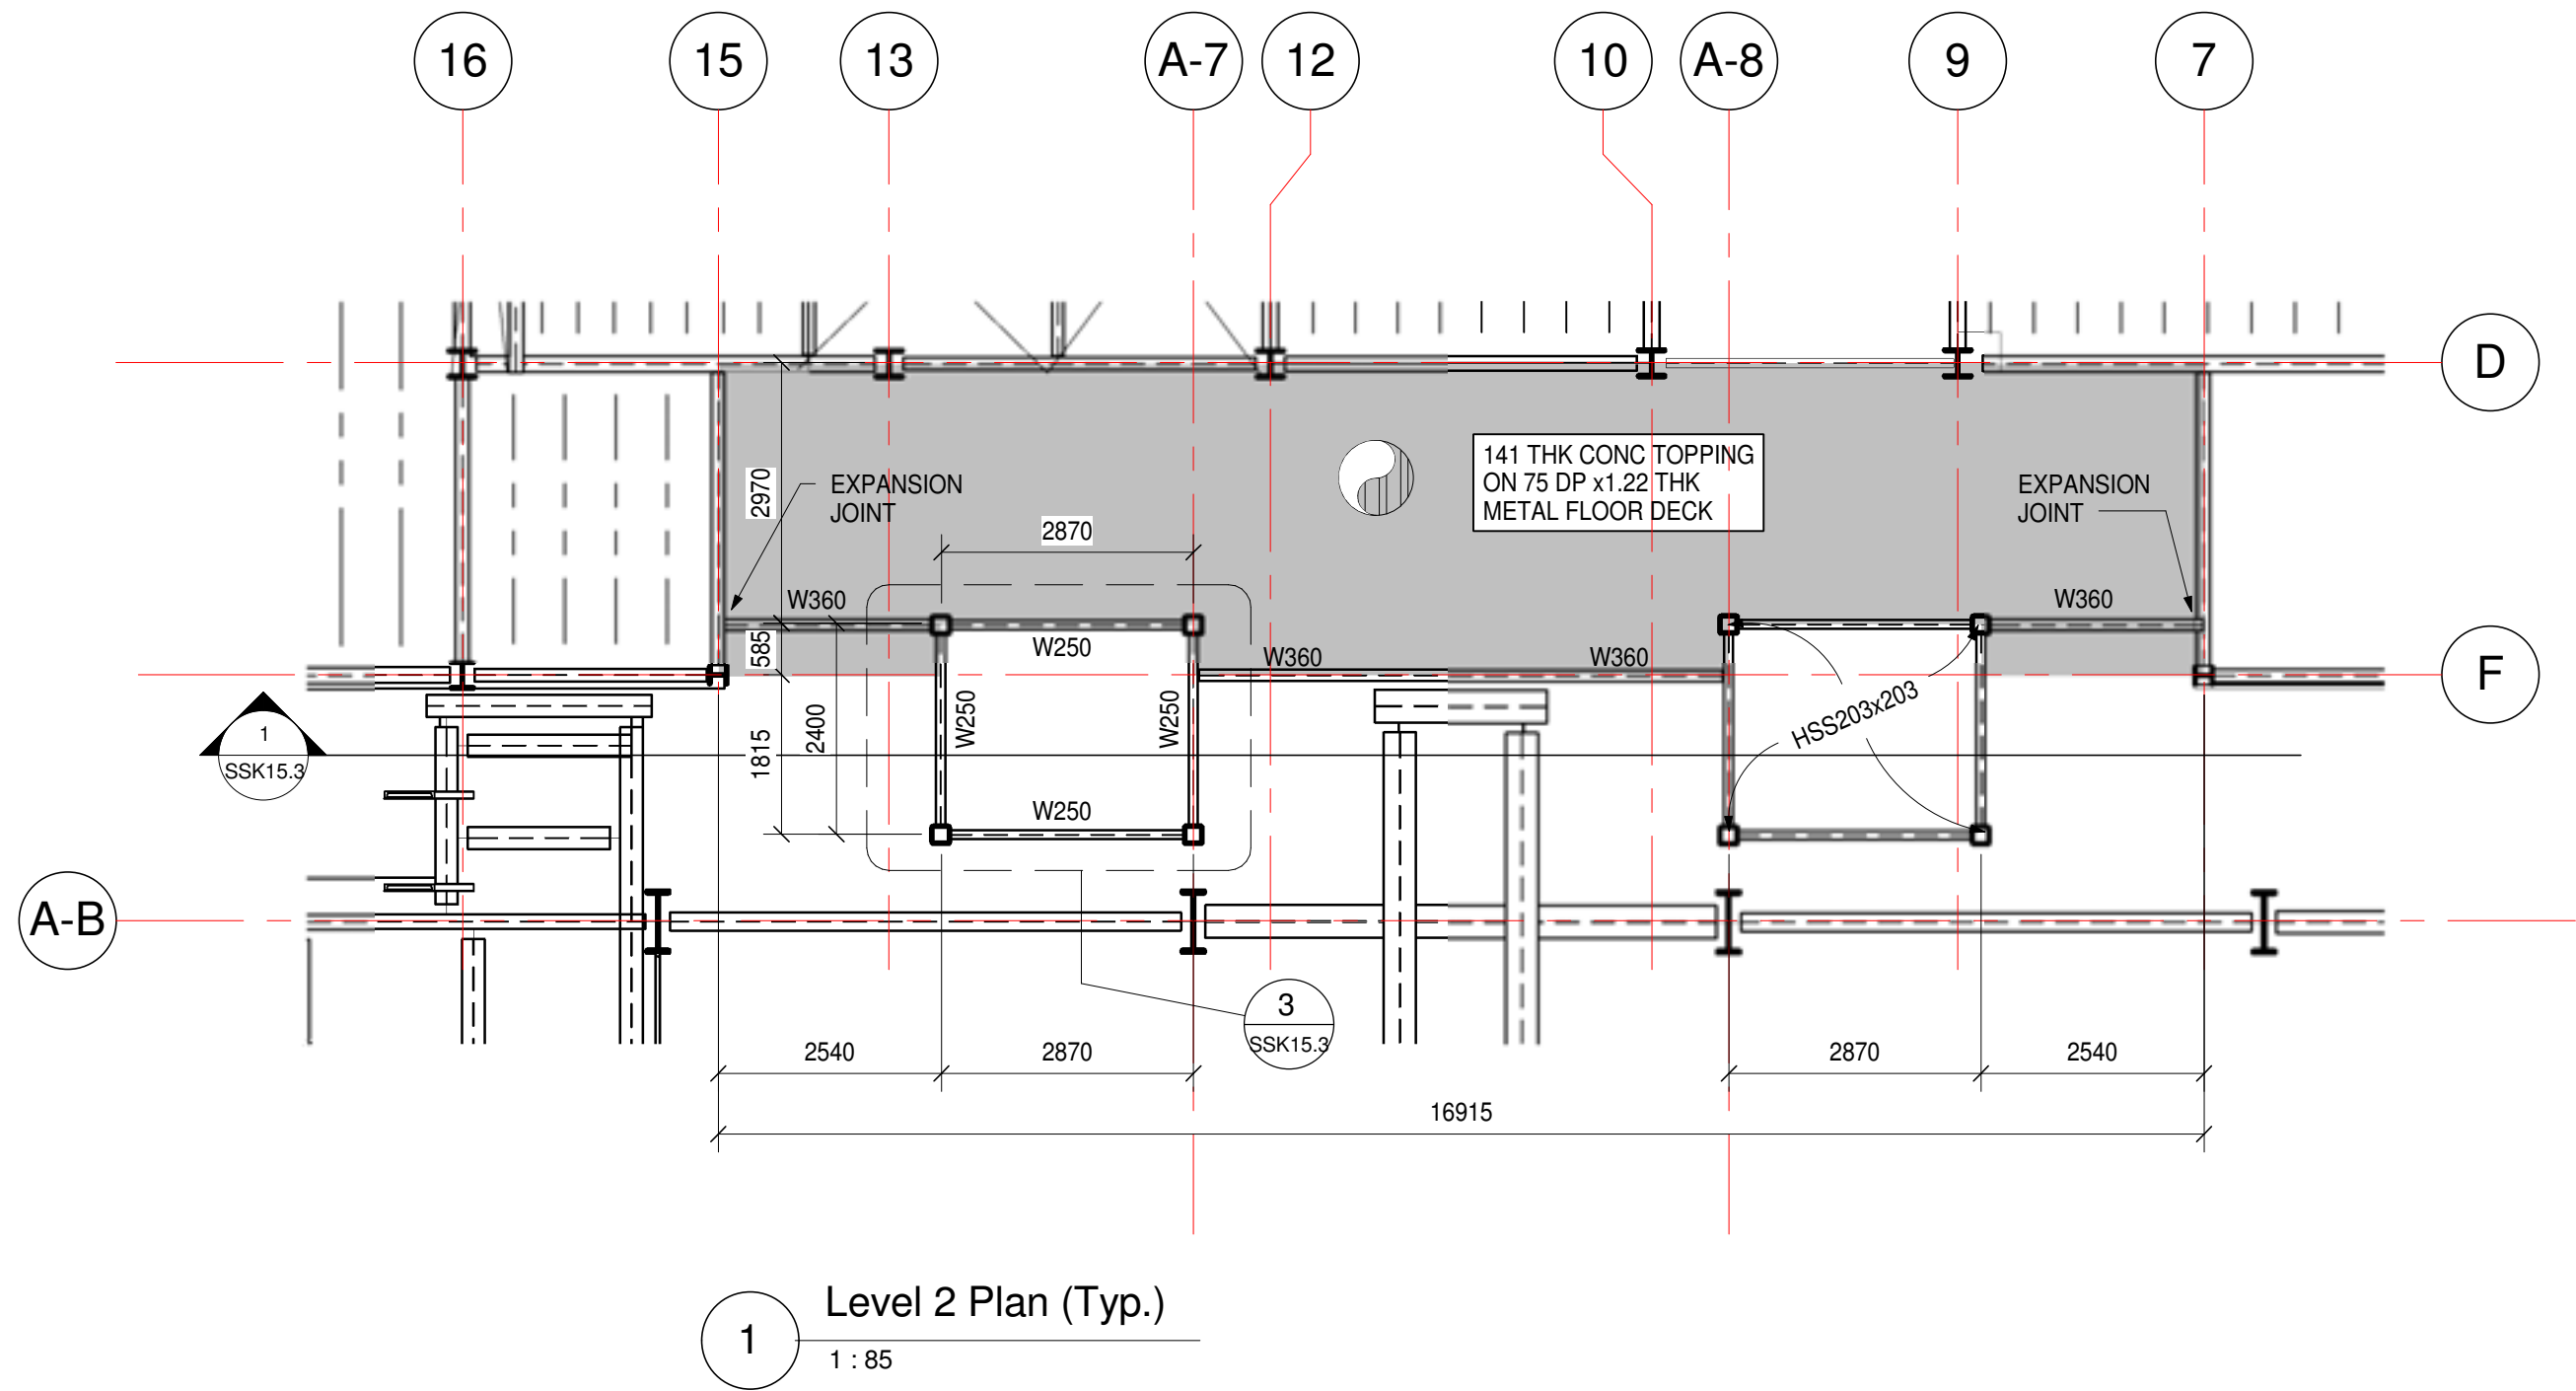 16
15
13
A-7
12
10
A-8
9
7
D
141 THK CONC TOPPING
ON 75 DP x1.22 THK
METAL FLOOR DECK
EXPANSION
JOINT
EXPANSION
JOINT
2970
2870
W360
W360
585
W250
W360
W360
F
W250
W250
HSS203x203
2400
1815
1
SSK15.3
W250
A-B
3
SSK15.3
2540
2870
2870
2540
16915
Level 2 Plan (Typ.)
1
1 : 85